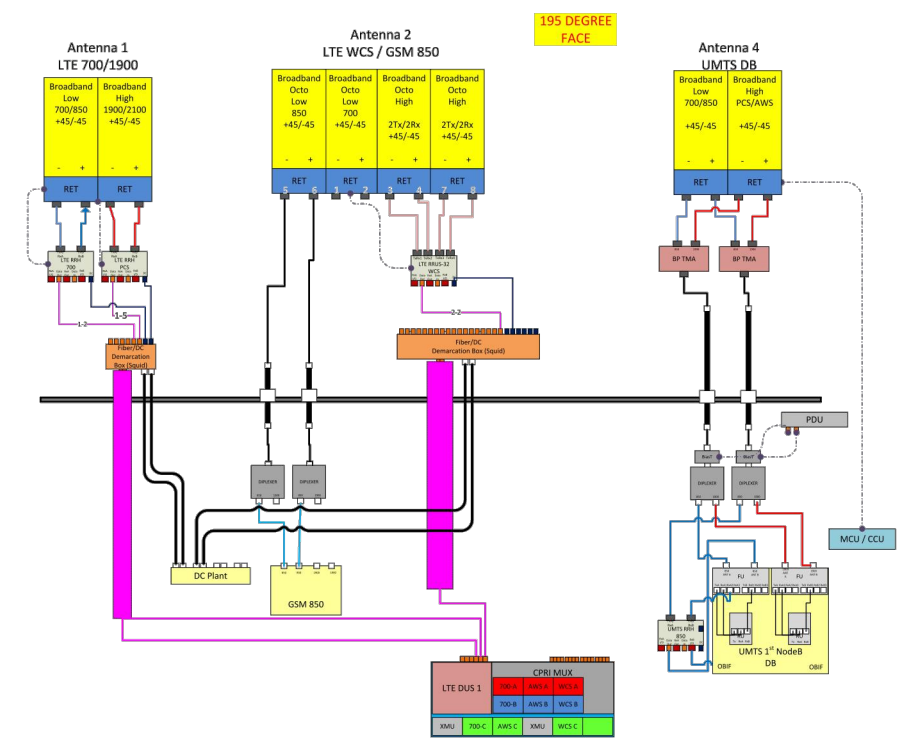 195 DEGREE
FACE
Antenna 1
LTE 700/1900
Antenna 2
LTE WCS / GSM 850
Antenna 4
UMTS DB
Broadband
Low
700/850
+45/-45
- +
Broadband
High
1900/2100
+45/-45
- +
Broadband
Octo
Low
850
+45/-45
- +
Broadband
Octo
Low
700
+45/-45
Broadband
Octo
High
2Tx/2Rx
+45/-45
- +
Broadband
Octo
High
2Tx/2Rx
+45/-45
- +
Broadband
Low
700/850
+45/-45
- +
Broadband
High
PCS/AWS
+45/-45
- +
RET
RET
RET
RET
RET
RET
RET
RET
5 6 1 2 3 4 7 8
LTE RRH
700
LTE RRH
PCS
LTE RRUS-32
WCS
BP TMA
BP TMA
1-2
1-5
2-2
Fiber/DC
Demarcation
Box (Squid)
Fiber/DC
Demarcation Box (Squid)
PDU
BiasT
BiasT
DIPLEXER
DIPLEXER
DIPLEXER
DIPLEXER
MCU / CCU
DC Plant
GSM 850
FU
FU
RU
RU
UMTS RRH
850
UMTS 1st NodeB
DB
OBIF
OBIF
LTE DUS 1
CPRI MUX
700-A AWS A WCS A
700-B AWS B WCS B
XMU 700-C AWS C XMU WCS C